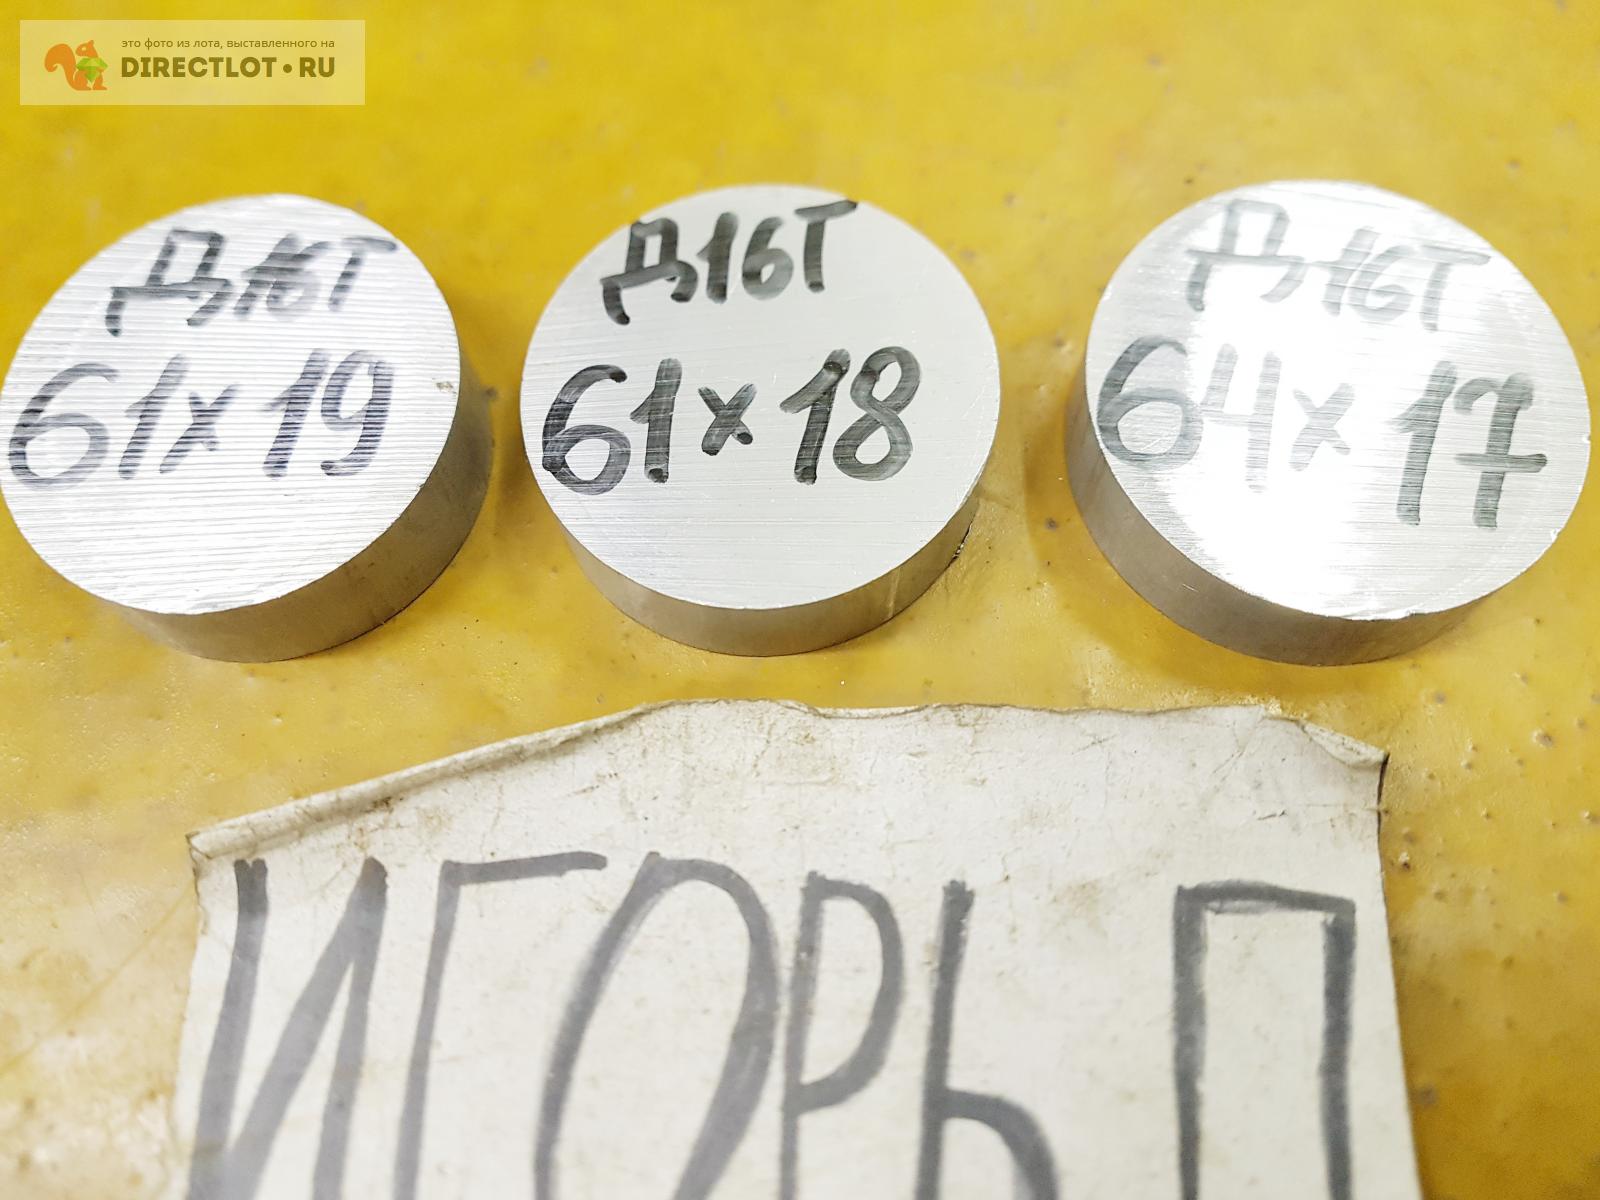 это фото из лота, выставленного на
DIRECTLOT•RU
Д16Т
61×19
Д16Т
61×18
Д16Т
64×17
ИГОРЬ П